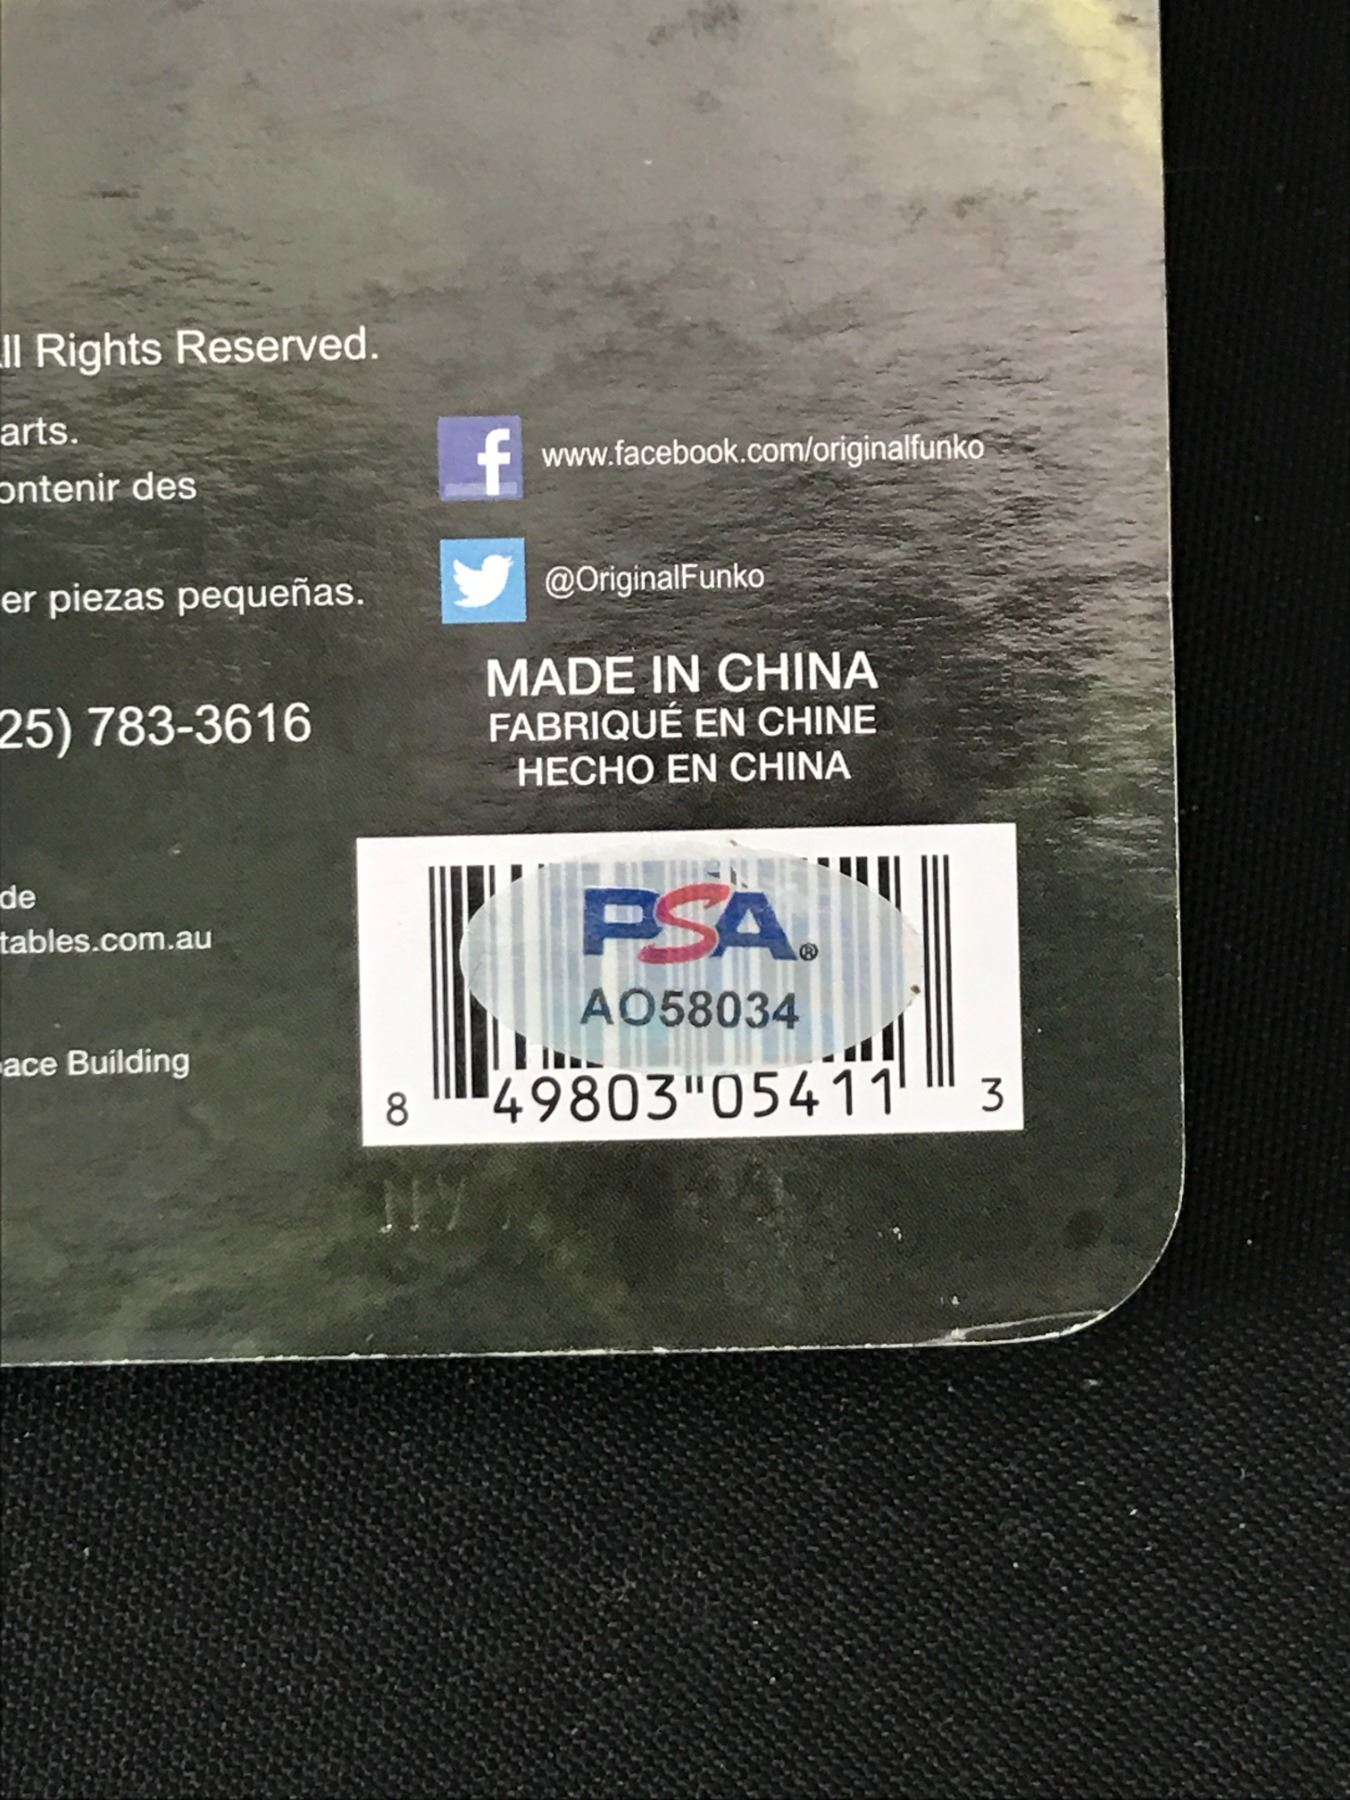 ll Rights Reserved.
arts.
ontenir des
er piezas pequeñas.
25) 783-3616
de
tables.com.au
ace Building
f www.facebook.com/originalfunko
@OriginalFunko
MADE IN CHINA
FABRIQUÉ EN CHINE
HECHO EN CHINA
PSA®
AO58034
8 49803"05411 3